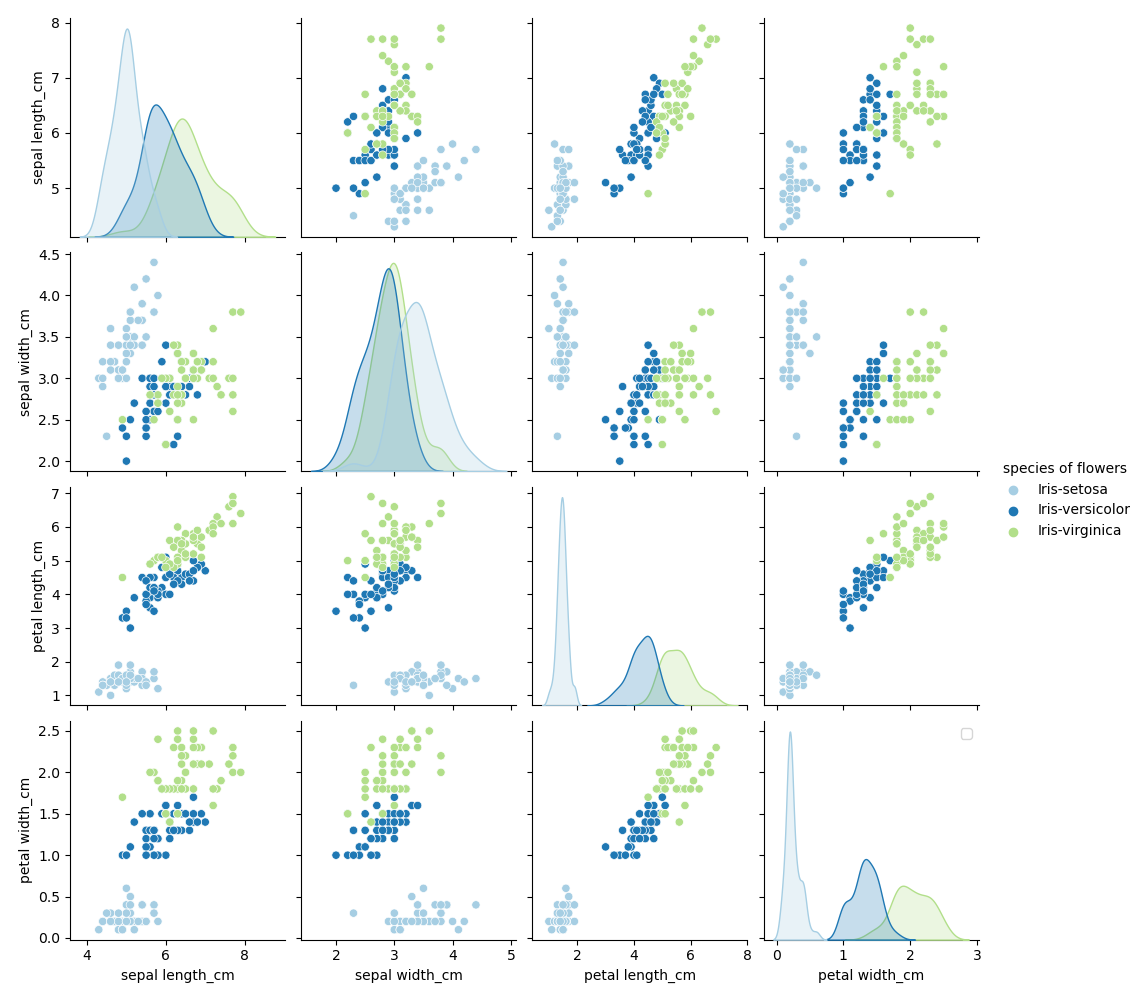 8
7
6
5
sepal length_cm
4.5
4.0
3.5
3.0
2.5
2.0
sepal width_cm
species of flowers
Iris-setosa
Iris-versicolor
Iris-virginica
7
6
5
4
3
2
1
petal length_cm
2.5
2.0
1.5
1.0
0.5
0.0
petal width_cm
4 6 8
sepal length_cm
2 3 4 5
sepal width_cm
2 4 6 8
petal length_cm
0 1 2 3
petal width_cm